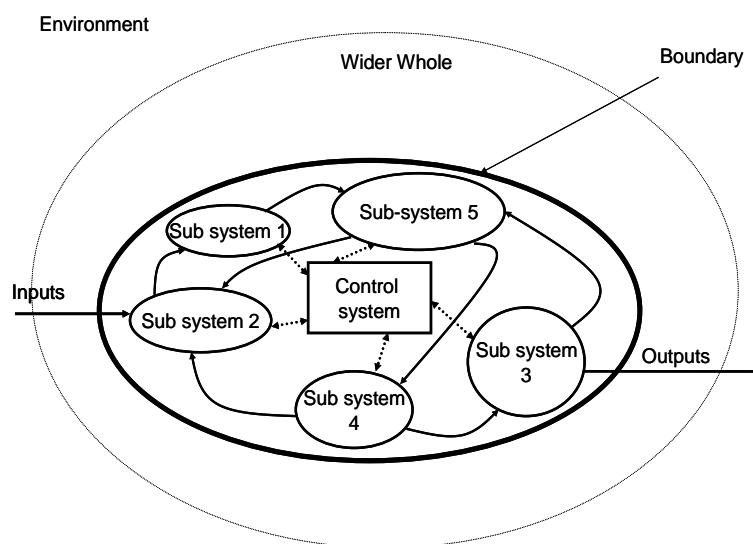 Environment
Wider Whole
Boundary
Sub system 1
Sub-system 5
Inputs
Sub system 2
Control
system
Sub system
3
Outputs
Sub system
4